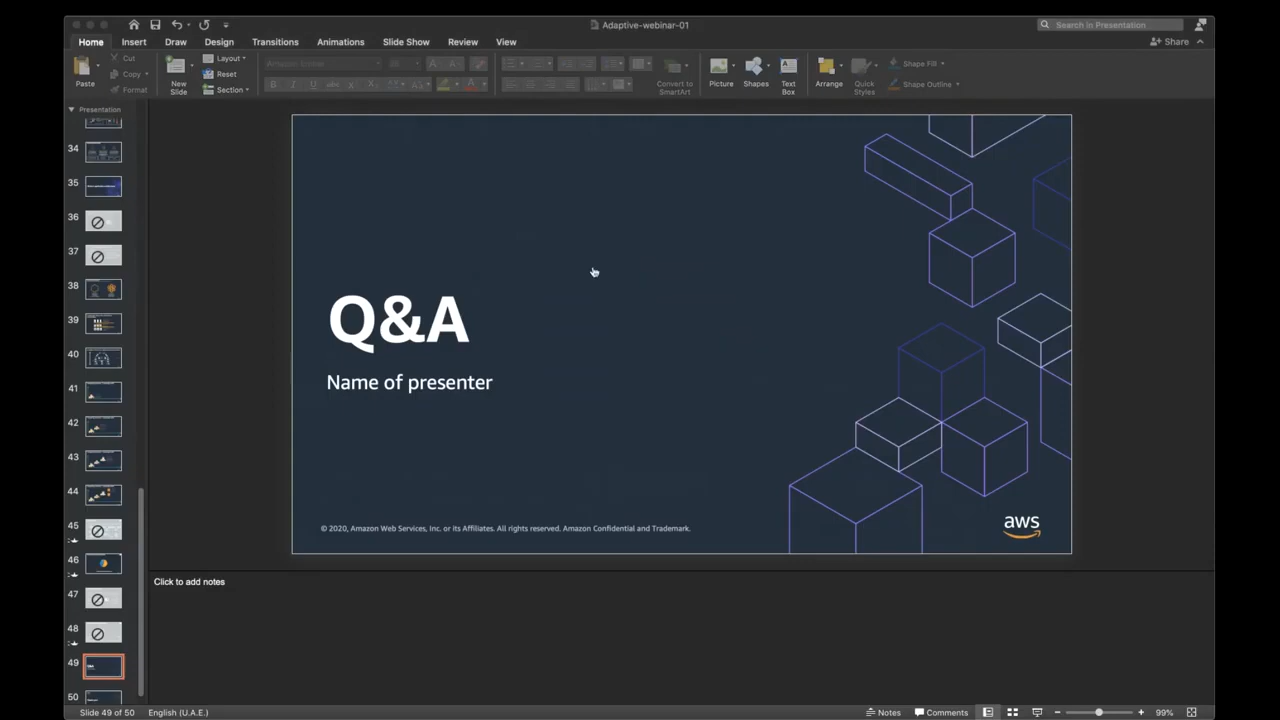 Adaptive-webinar-01
Search in Presentation
Home Insert Draw Design Transitions Animations Slide Show Review View
Share
Paste
Cut
Copy
Format
New Slide
Layout
Reset
Section
Convert to SmartArt
Picture
Shapes
Text Box
Arrange
Quick Styles
Shape Fill
Shape Outline
Presentation
34
35
36
37
38
39
40
41
42
43
44
45
46
47
48
49
50
Q&A
Name of presenter
© 2020, Amazon Web Services, Inc. or its Affiliates. All rights reserved. Amazon Confidential and Trademark.
aws
Click to add notes
Slide 49 of 50 English (U.A.E.)
Notes Comments 99%